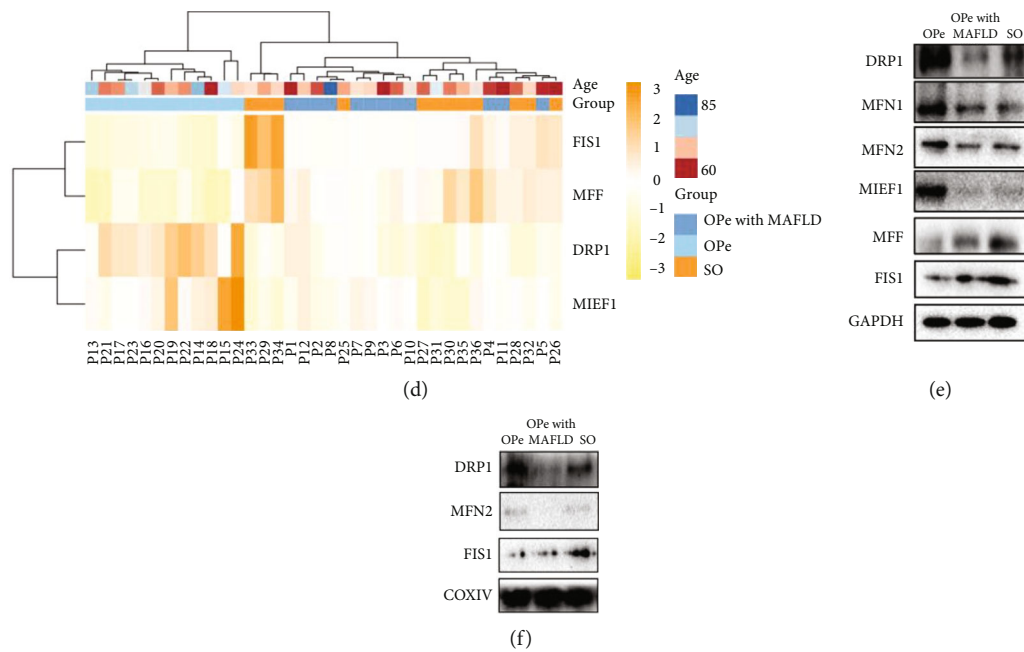 Age
Group
FIS1
MFF
DRP1
MIEF1
3
2
1
0
−1
−2
−3
Age
85
60
Group
OPe with MAFLD
OPe
SO
P13
P21
P17
P23
P16
P20
P19
P22
P14
P18
P15
P24
P33
P29
P34
P1
P12
P2
P8
P25
P7
P9
P3
P6
P10
P27
P31
P30
P35
P36
P4
P11
P28
P32
P5
P26
(d)
OPe with
OPe MAFLD SO
DRP1
MFN1
MFN2
MIEF1
MFF
FIS1
GAPDH
(e)
OPe with
OPe MAFLD SO
DRP1
MFN2
FIS1
COXIV
(f)